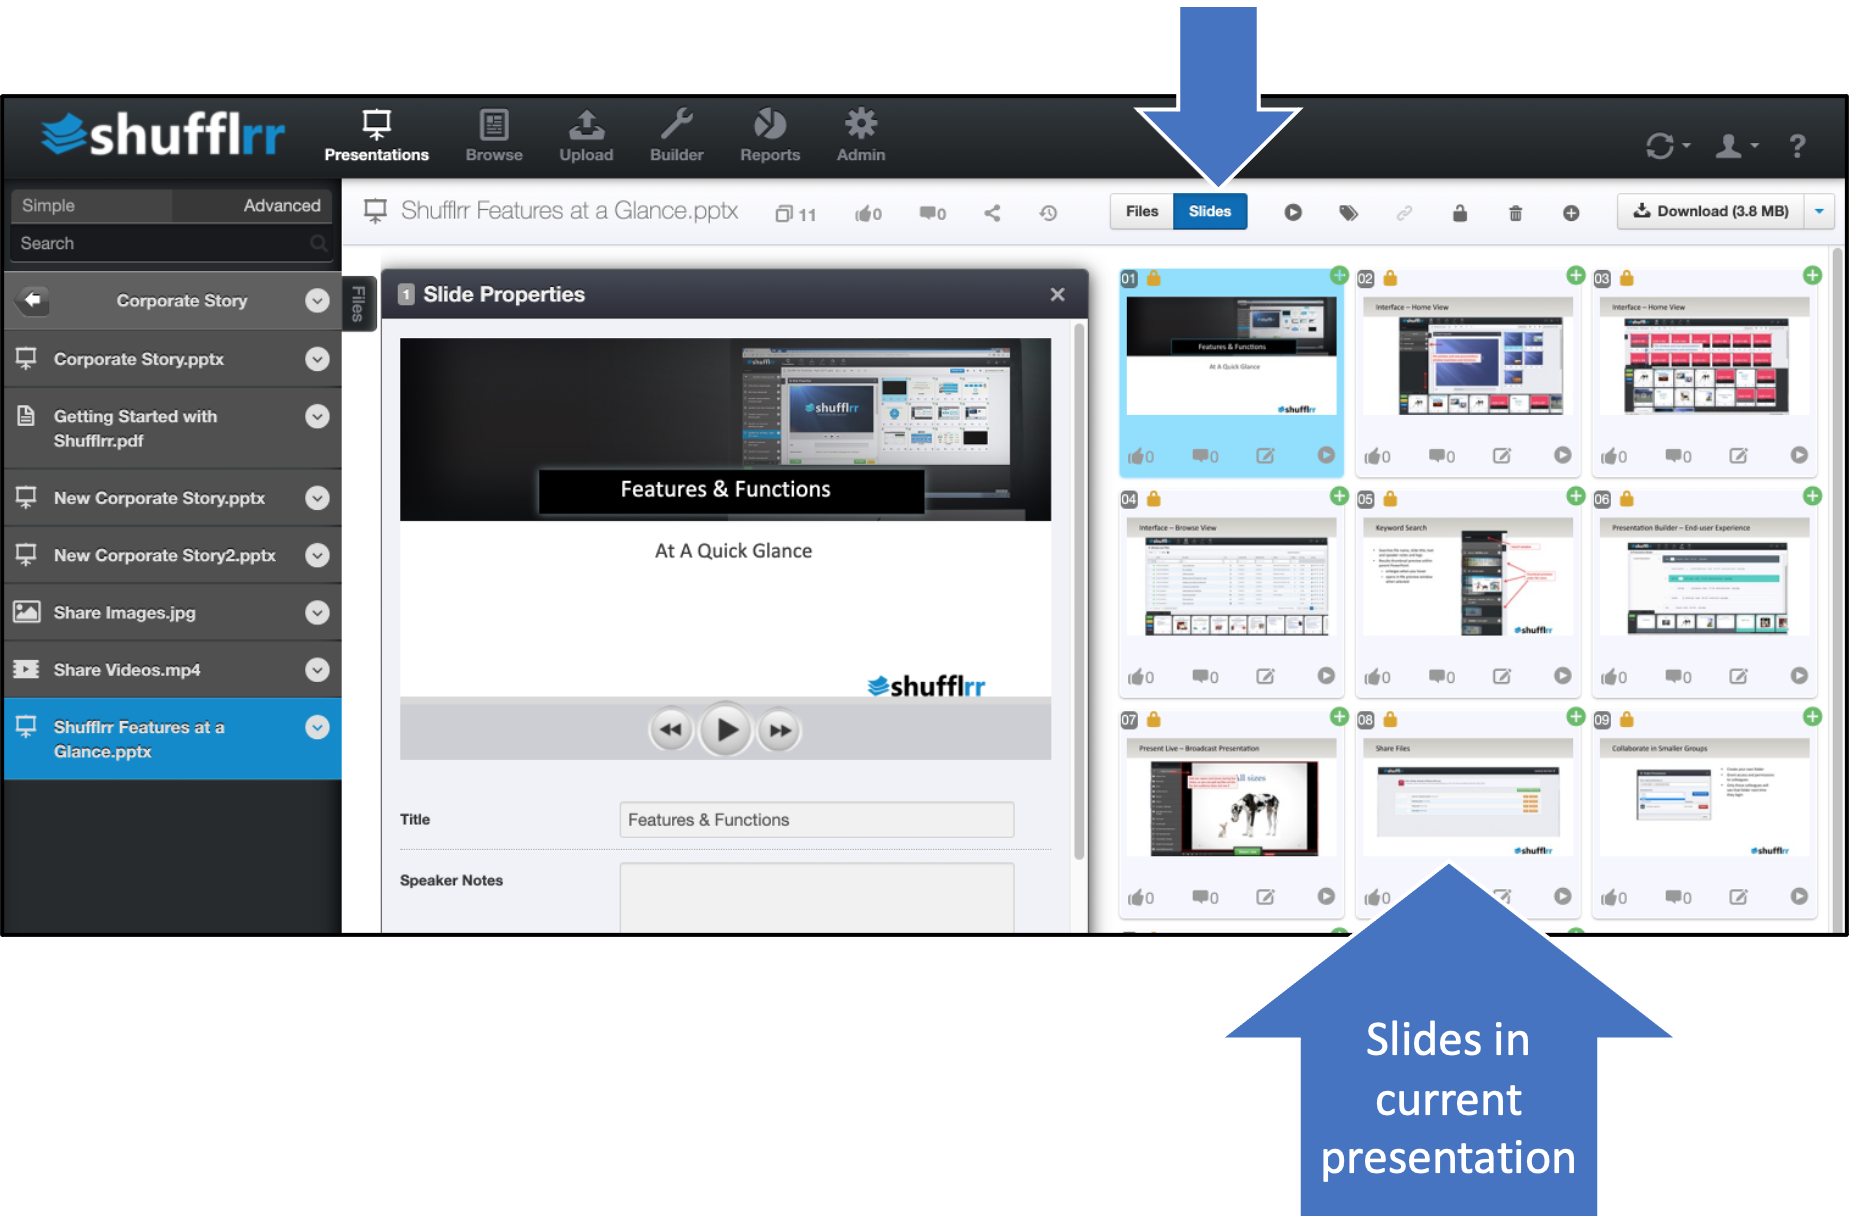 shufflrr
Presentations Browse Upload Builder Reports Admin
?
Simple Advanced
Search
Corporate Story
Corporate Story.pptx
Getting Started with
Shufflrr.pdf
New Corporate Story.pptx
New Corporate Story2.pptx
Share Images.jpg
Share Videos.mp4
Shufflrr Features at a
Glance.pptx
Files
Shufflrr Features at a Glance.pptx 11 0 0
Files Slides
Download (3.8 MB)
1 Slide Properties
shufflrr
Features & Functions
At A Quick Glance
shufflrr
Title Features & Functions
Speaker Notes
01
Features & Functions
At A Quick Glance
shufflrr
0 0
02
Interface – Home View
0 0
03
Interface – Home View
0 0
04
Interface – Browse View
0 0
05
Keyword Search
shufflrr
0 0
06
Presentation Builder – End-user Experience
0 0
07
Present Live – Broadcast Presentation
All sizes
0 0
08
Share Files
shufflrr
0
09
Collaborate in Smaller Groups
shufflrr
0 0
Slides in
current
presentation